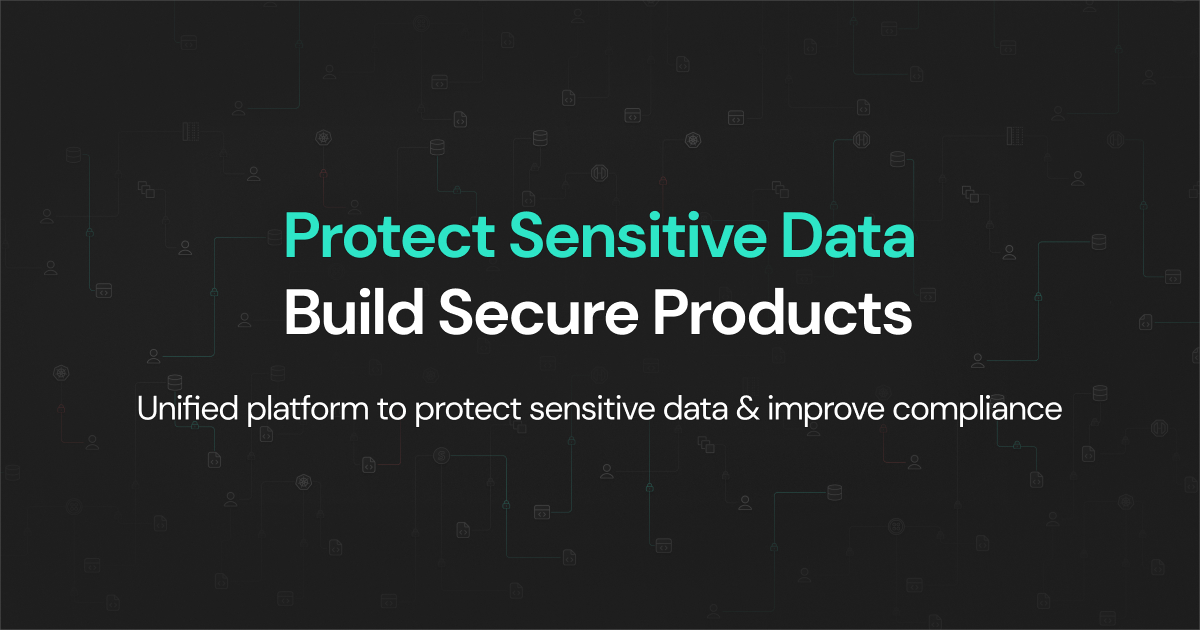 Protect Sensitive Data
Build Secure Products
Unified platform to protect sensitive data & improve compliance